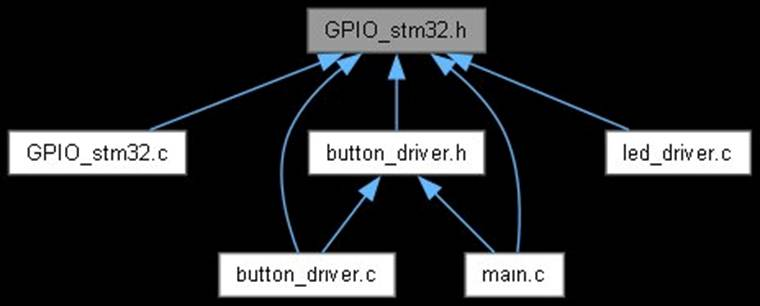 GPIO_stm32.h
GPIO_stm32.c
button_driver.h
led_driver.c
button_driver.c
main.c